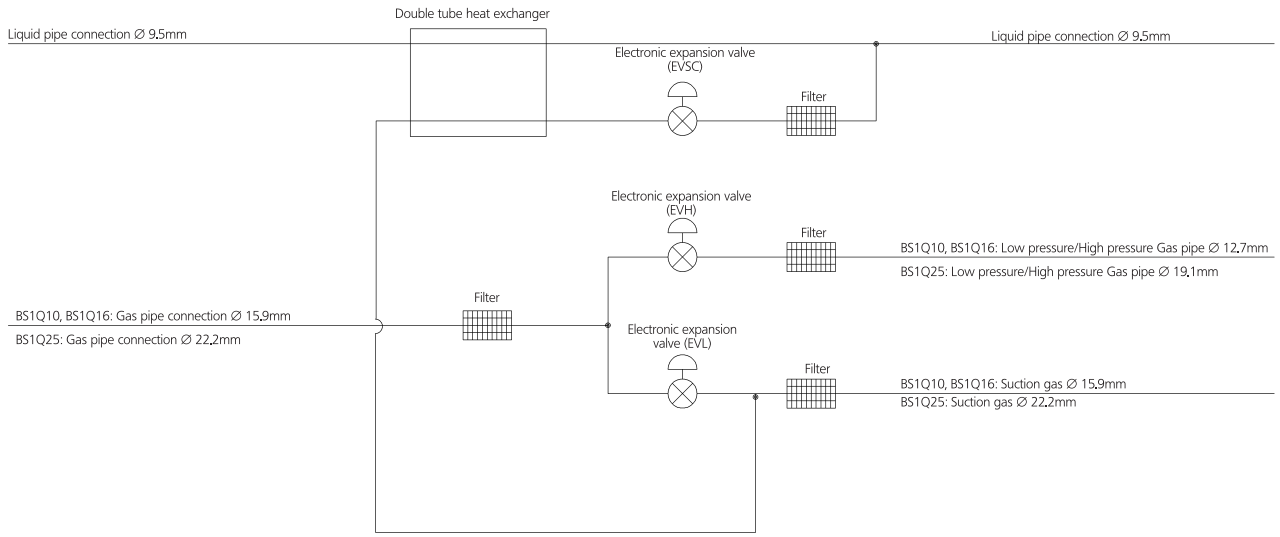 Double tube heat exchanger
Liquid pipe connection Ø 9.5mm
Liquid pipe connection Ø 9.5mm
Electronic expansion valve
(EVSC)
Filter
Electronic expansion valve
(EVH)
Filter
BS1Q10, BS1Q16: Low pressure/High pressure Gas pipe Ø 12.7mm
BS1Q25: Low pressure/High pressure Gas pipe Ø 19.1mm
Filter
BS1Q10, BS1Q16: Gas pipe connection Ø 15.9mm
BS1Q25: Gas pipe connection Ø 22.2mm
Electronic expansion
valve (EVL)
Filter
BS1Q10, BS1Q16: Suction gas Ø 15.9mm
BS1Q25: Suction gas Ø 22.2mm